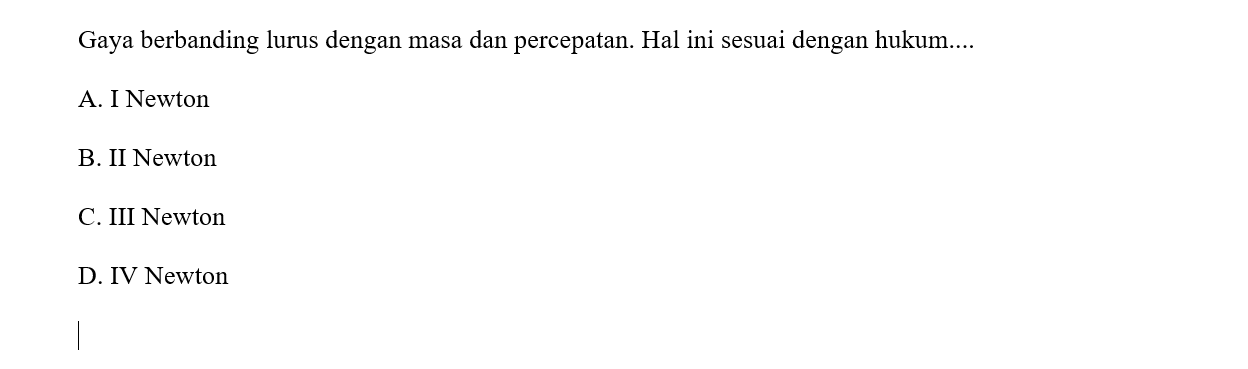 Gaya berbanding lurus dengan masa dan percepatan. Hal ini sesuai dengan hukum....
A. I Newton
B. II Newton
C. III Newton
D. IV Newton